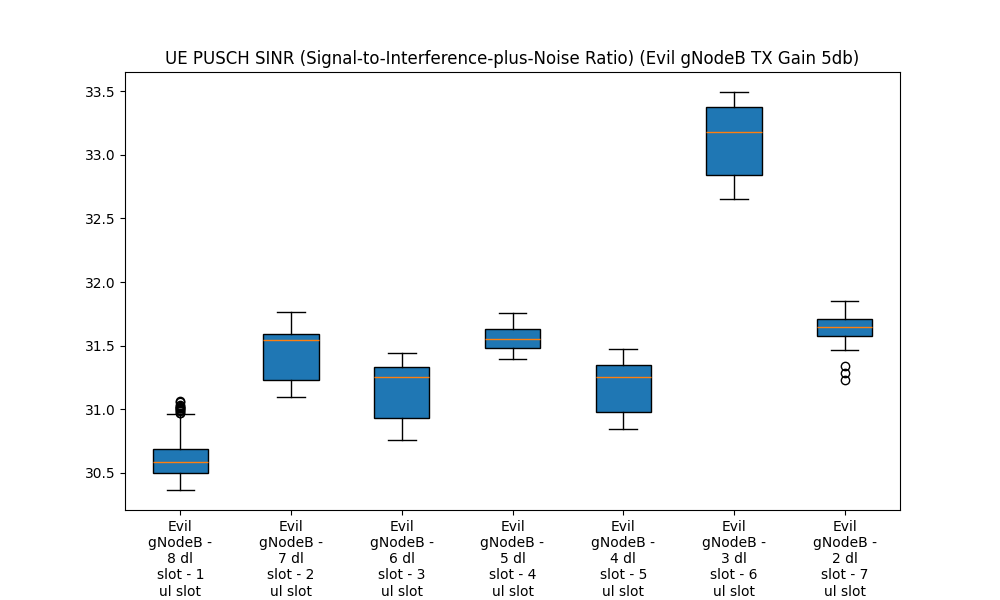 UE PUSCH SINR (Signal-to-Interference-plus-Noise Ratio) (Evil gNodeB TX Gain 5db)
33.5
33.0
32.5
32.0
31.5
31.0
30.5
Evil
gNodeB -
8 dl
slot - 1
ul slot
Evil
gNodeB -
7 dl
slot - 2
ul slot
Evil
gNodeB -
6 dl
slot - 3
ul slot
Evil
gNodeB -
5 dl
slot - 4
ul slot
Evil
gNodeB -
4 dl
slot - 5
ul slot
Evil
gNodeB -
3 dl
slot - 6
ul slot
Evil
gNodeB -
2 dl
slot - 7
ul slot